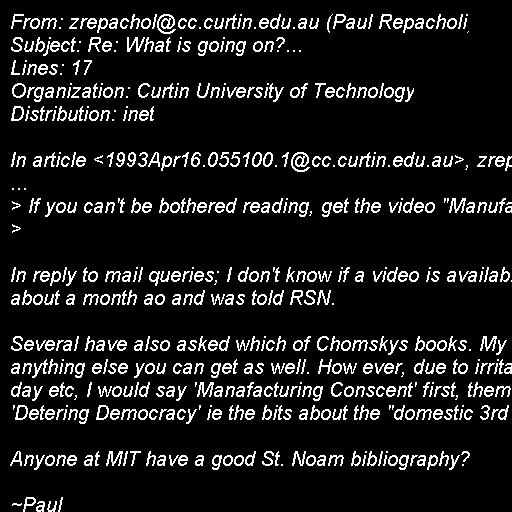 From: zrepachol@cc.curtin.edu.au (Paul Repacholi
Subject: Re: What is going on?...
Lines: 17
Organization: Curtin University of Technology
Distribution: inet
In article <1993Apr16.055100.1@cc.curtin.edu.au>, zrep
...
> If you can't be bothered reading, get the video "Manufa
>
In reply to mail queries; I don't know if a video is availab
about a month ao and was told RSN.
Several have also asked which of Chomskys books. My
anything else you can get as well. How ever, due to irrita
day etc, I would say 'Manafacturing Conscent' first, them
'Detering Democracy' ie the bits about the "domestic 3rd
Anyone at MIT have a good St. Noam bibliography?
~Paul